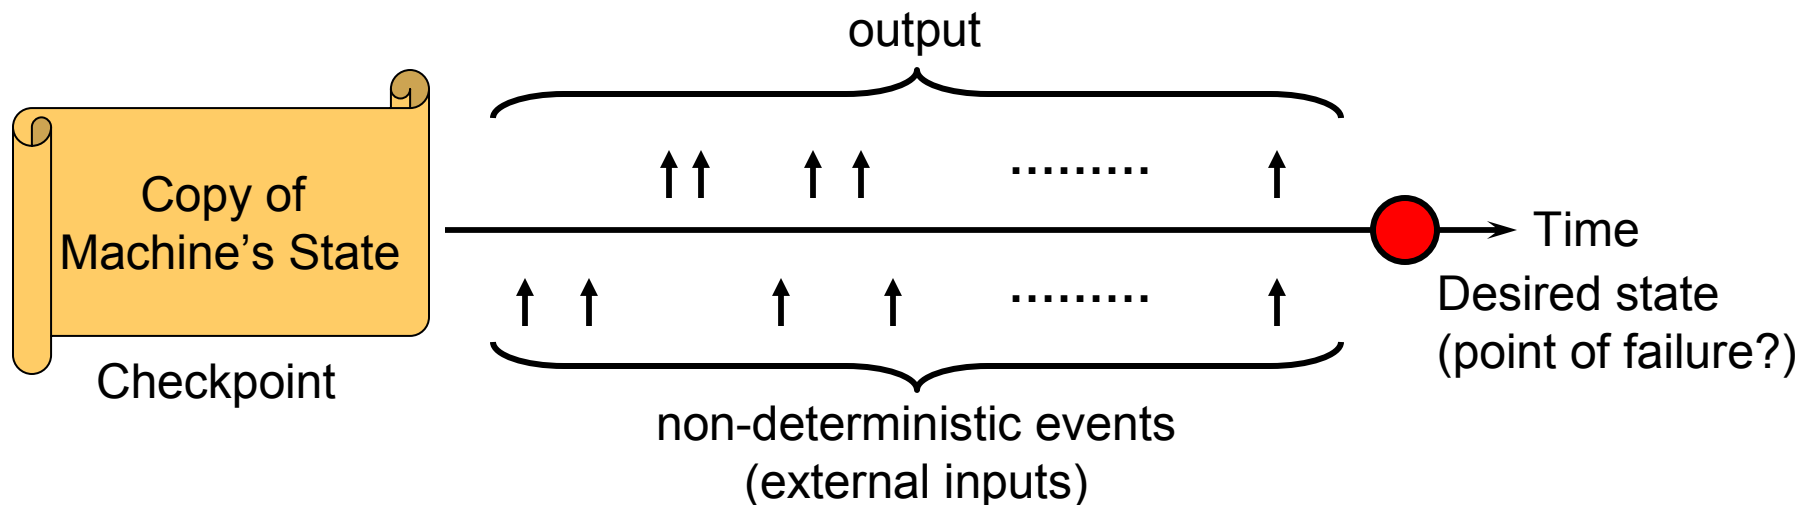 output
Copy of
Machine’s State
Checkpoint
Time
Desired state
(point of failure?)
non-deterministic events
(external inputs)